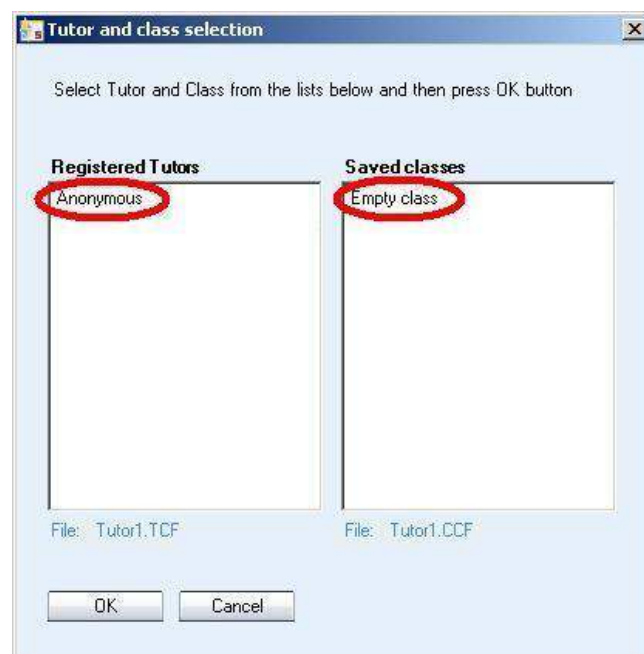 Tutor and class selection
Select Tutor and Class from the lists below and then press OK button
Registered Tutors
Saved classes
Anonymous
Empty class
File: Tutor1.TCF
File: Tutor1.CCF
OK
Cancel